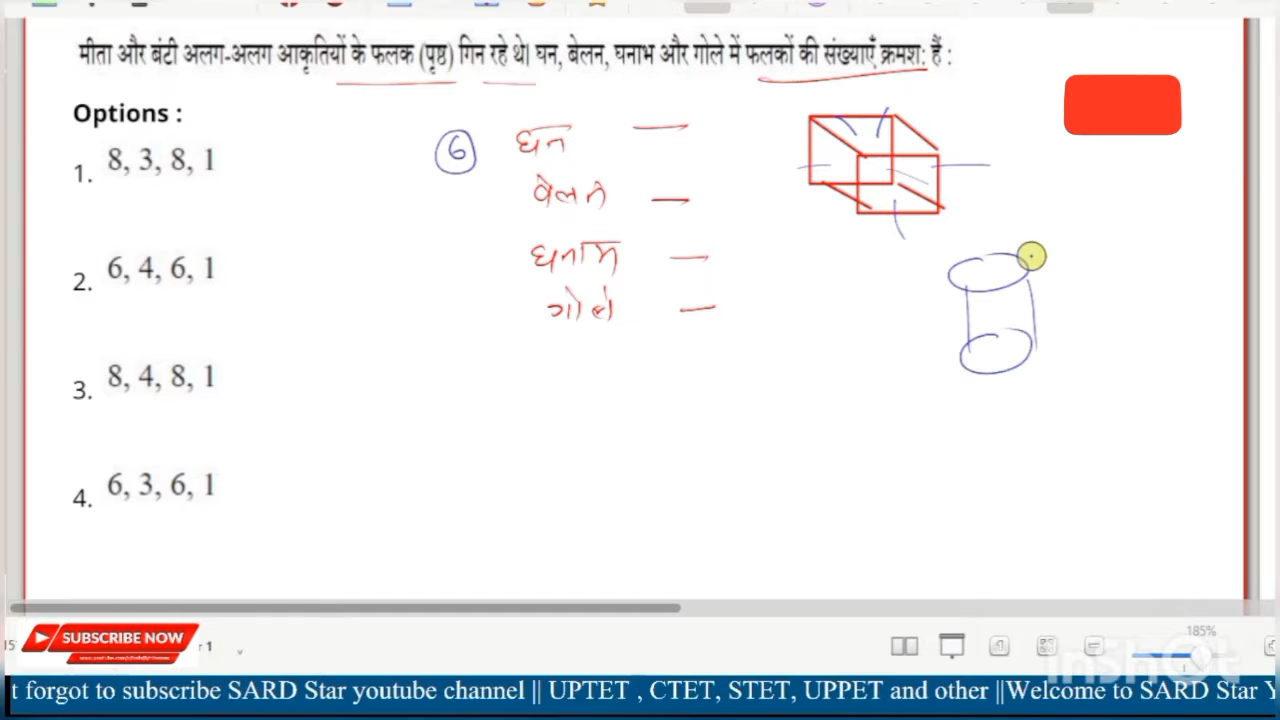 मीता और बंटी अलग-अलग आकृतियों के फलक (पृष्ठ) गिन रहे थे। घन, बेलन, घनाभ और गोले में फलकों की संख्याएँ क्रमश: हैं :
Options :
1. 8, 3, 8, 1
2. 6, 4, 6, 1
3. 8, 4, 8, 1
4. 6, 3, 6, 1
6 घन —
बेलन —
घनाभ —
गोले —
SUBSCRIBE NOW
185%
InShOt
t forgot to subscribe SARD Star youtube channel || UPTET , CTET, STET, UPPET and other ||Welcome to SARD Star Y